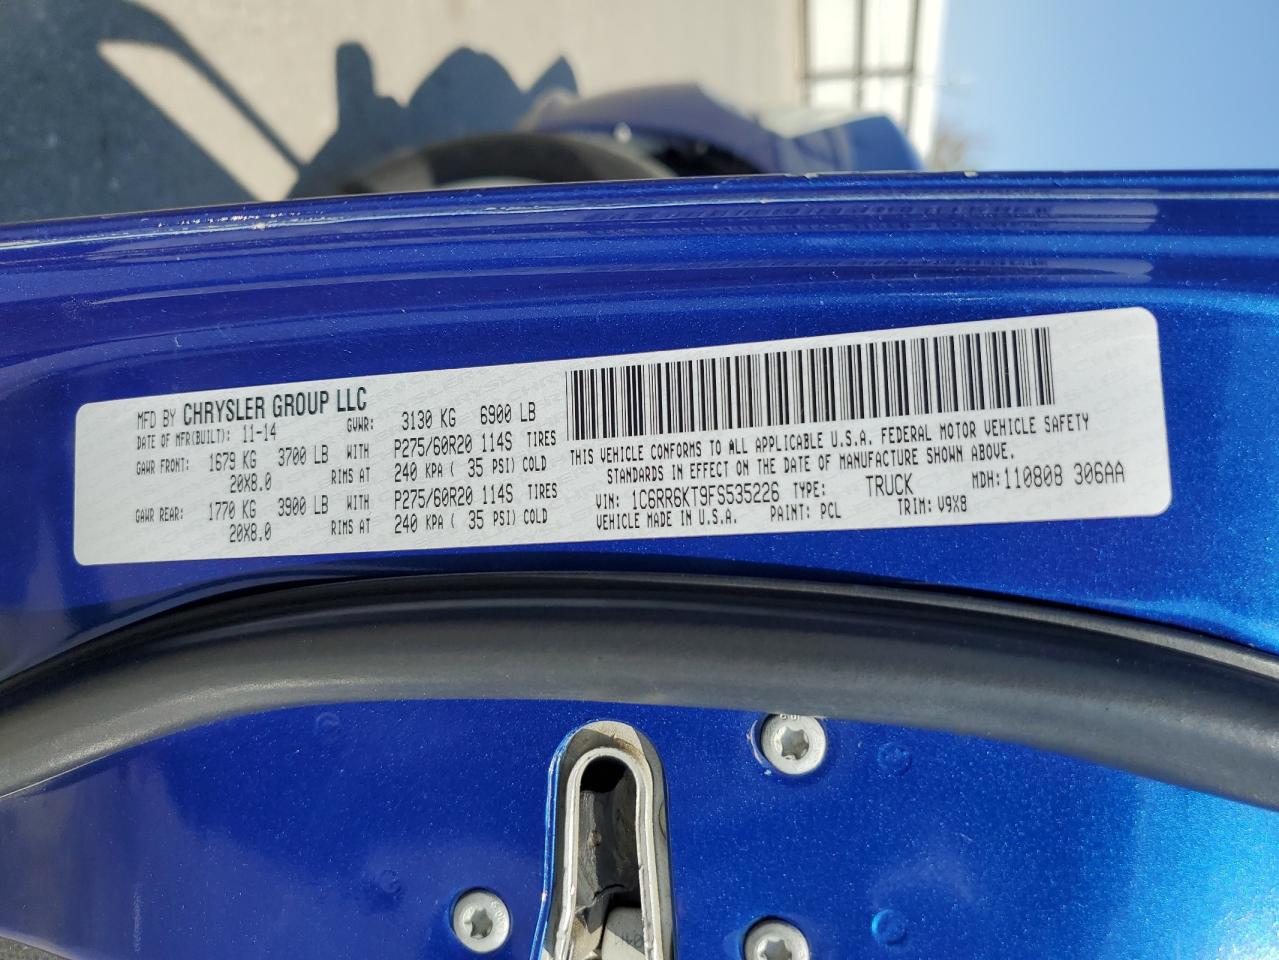 MFD BY CHRYSLER GROUP LLC
DATE OF MFR(BUILT): 11-14 GVWR: 3130 KG 6900 LB
GAWR FRONT: 1679 KG 3700 LB WITH P275/60R20 114S TIRES
20X8.0 RIMS AT 240 KPA ( 35 PSI) COLD
GAWR REAR: 1770 KG 3900 LB WITH P275/60R20 114S TIRES
20X8.0 RIMS AT 240 KPA ( 35 PSI) COLD
THIS VEHICLE CONFORMS TO ALL APPLICABLE U.S.A. FEDERAL MOTOR VEHICLE SAFETY
STANDARDS IN EFFECT ON THE DATE OF MANUFACTURE SHOWN ABOVE.
VIN: 1C6RR6KT9FS535226 TYPE: TRUCK MDH:110808 306AA
VEHICLE MADE IN U.S.A. PAINT: PCL TRIM: V9X8